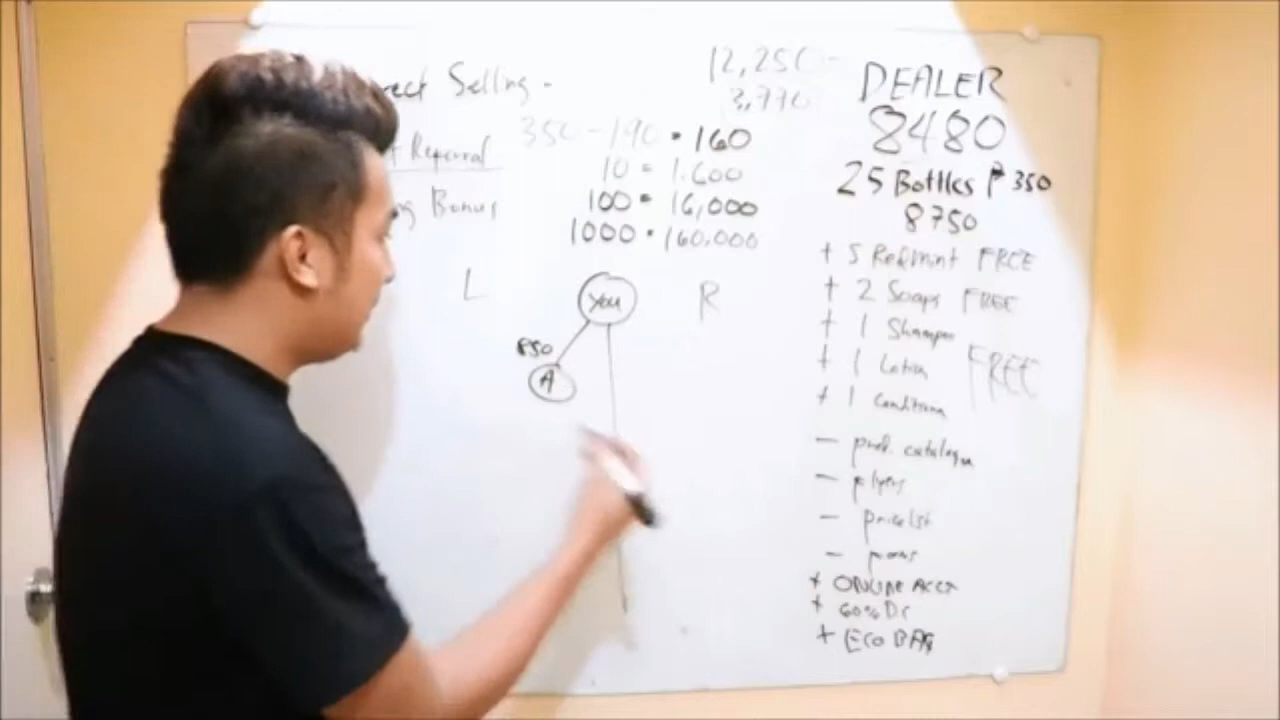 rect Selling -
Referral
Bonus
12,250 -
3,770
350 - 190 = 160
10 = 1,600
100 = 16,000
1000 = 160,000
L
You
R
850
A
DEALER
8480
25 Bottles ₱350
8750
+ 5 FREE
+ 2 Soaps FREE
+ 1 Shampoo
+ 1 Lotion FREE
+ 1
- prod. catalogue
- flyers
- pricelist
-
+ ONLINE ACCT
+ 60% DC
+ ECO BAG